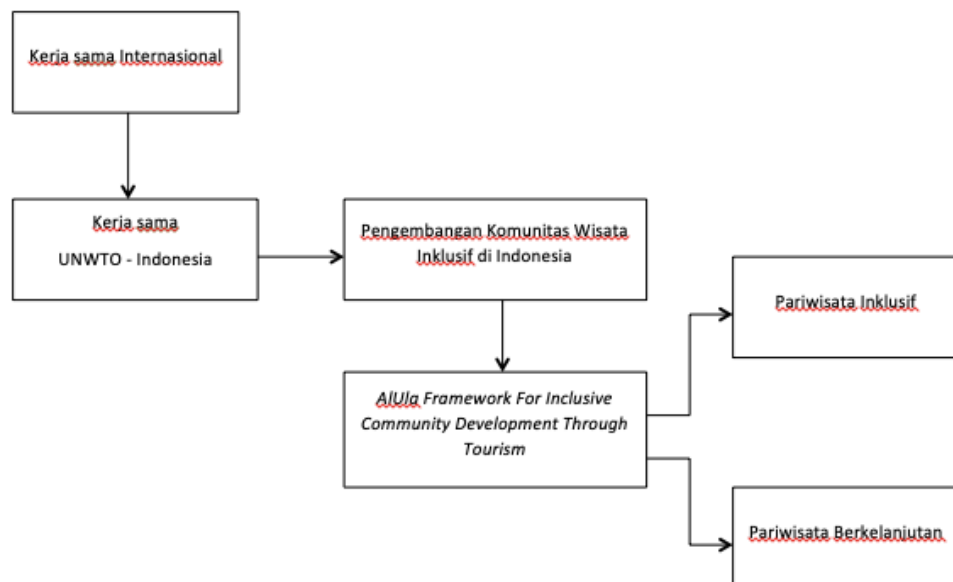 Kerja sama Internasional
Kerja sama
UNWTO - Indonesia
Pengembangan Komunitas Wisata
Inklusif di Indonesia
AlUla Framework For Inclusive
Community Development Through
Tourism
Pariwisata Inklusif
Pariwisata Berkelanjutan